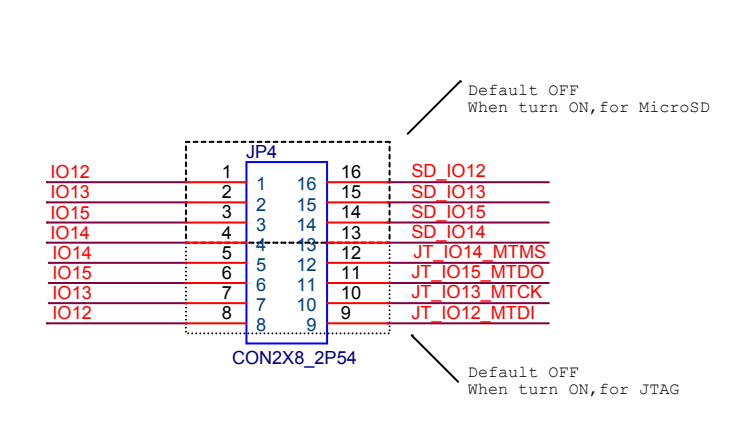 Default OFF
When turn ON,for MicroSD
JP4
IO12 1 1 16 16 SD_IO12
IO13 2 2 15 15 SD_IO13
IO15 3 3 14 14 SD_IO15
IO14 4 4 13 13 SD_IO14
IO14 5 5 12 12 JT_IO14_MTMS
IO15 6 6 11 11 JT_IO15_MTDO
IO13 7 7 10 10 JT_IO13_MTCK
IO12 8 8 9 9 JT_IO12_MTDI
CON2X8_2P54
Default OFF
When turn ON,for JTAG